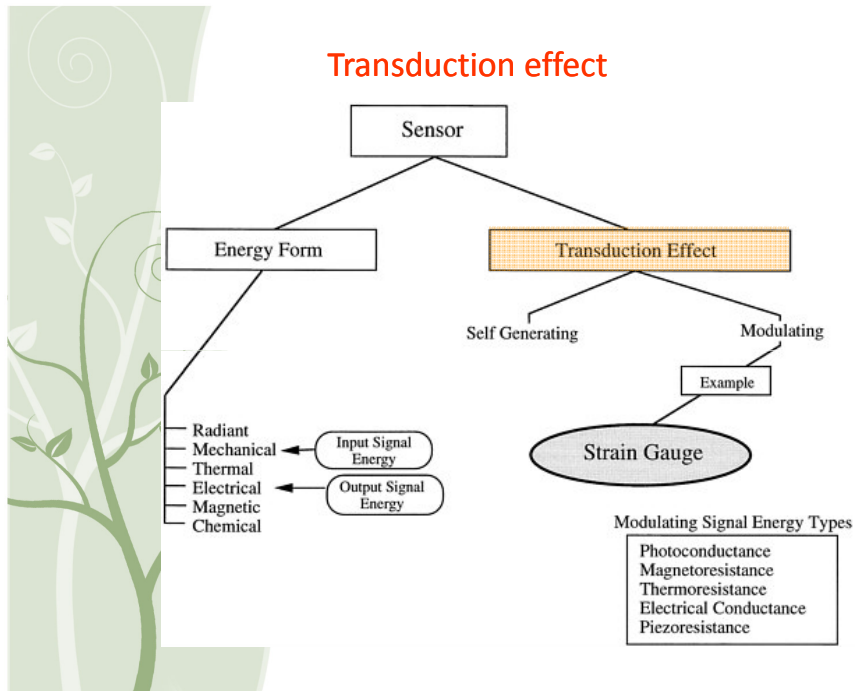 Transduction effect
Sensor
Energy Form
Transduction Effect
Self Generating
Modulating
Example
Strain Gauge
Radiant
Mechanical
Thermal
Electrical
Magnetic
Chemical
Input Signal
Energy
Output Signal
Energy
Modulating Signal Energy Types
Photoconductance
Magnetoresistance
Thermoresistance
Electrical Conductance
Piezoresistance